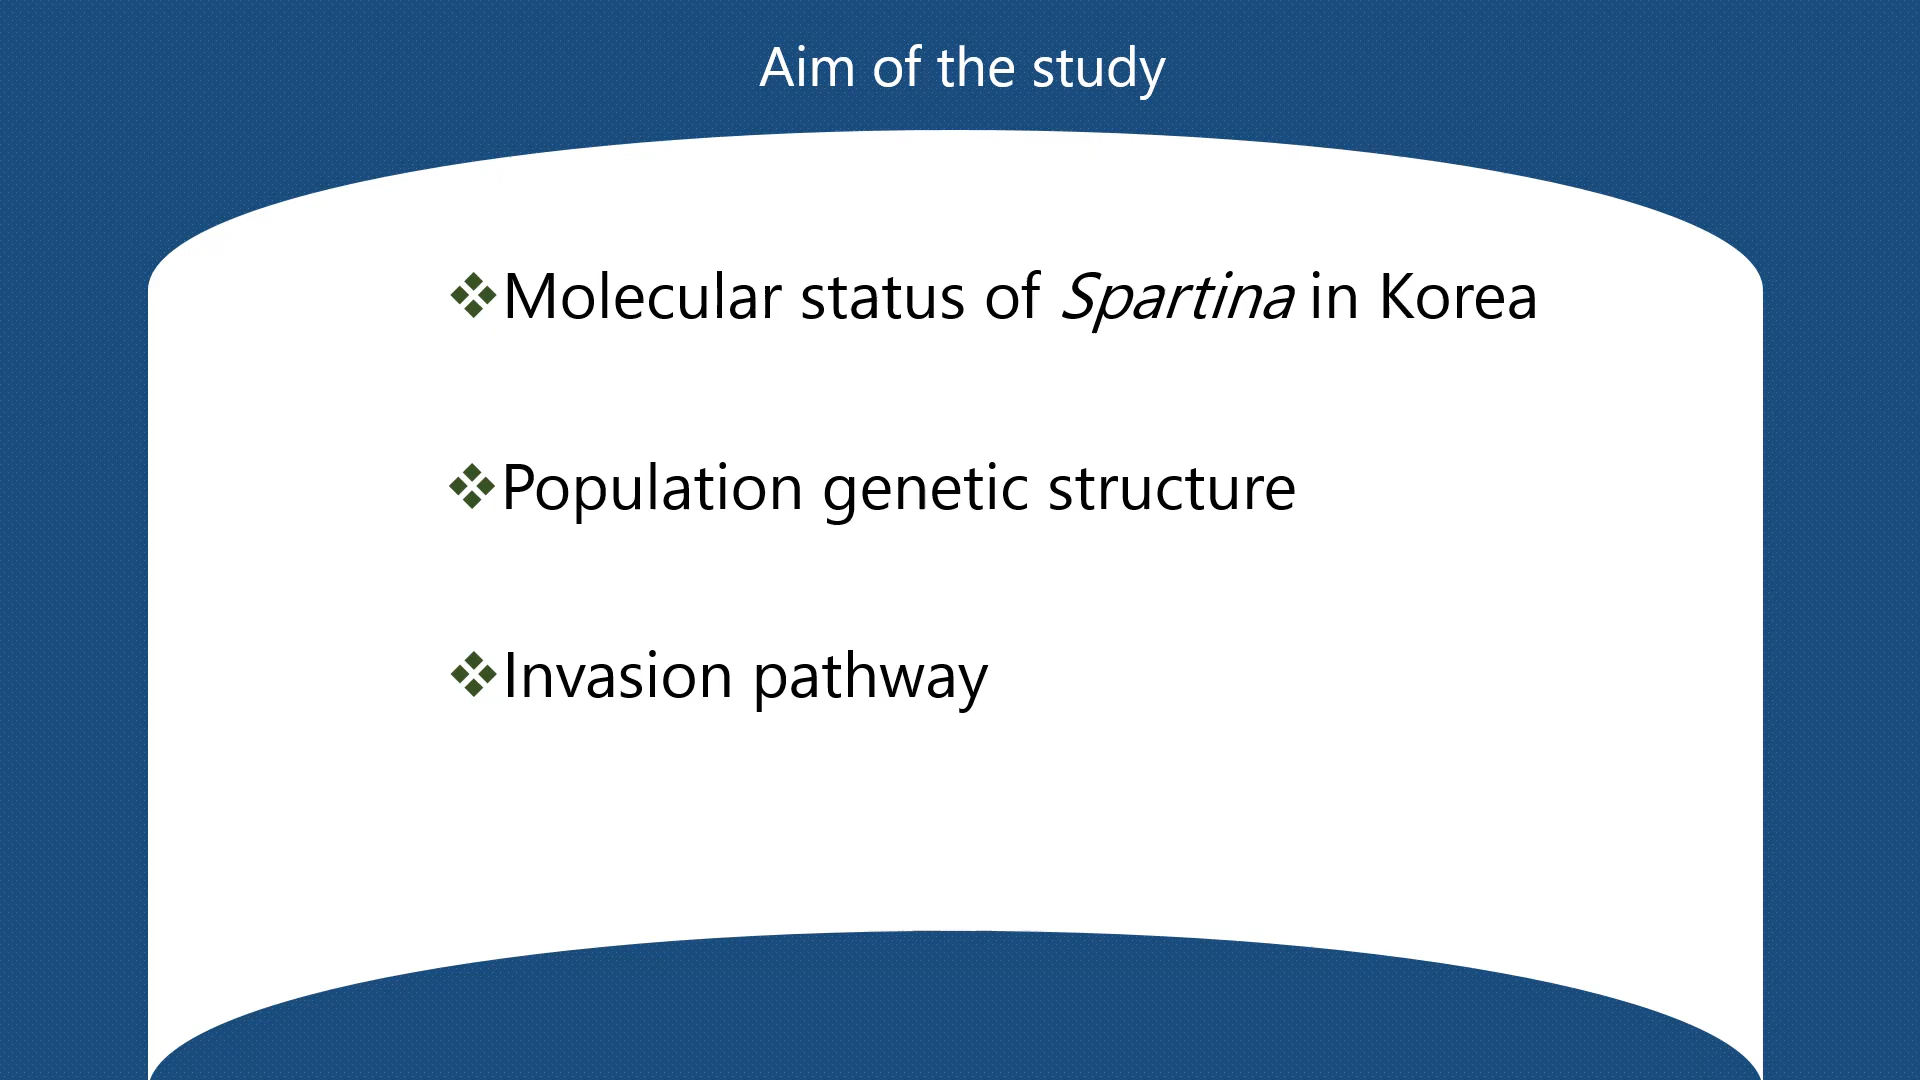 Aim of the study
❖Molecular status of Spartina in Korea
❖Population genetic structure
❖Invasion pathway